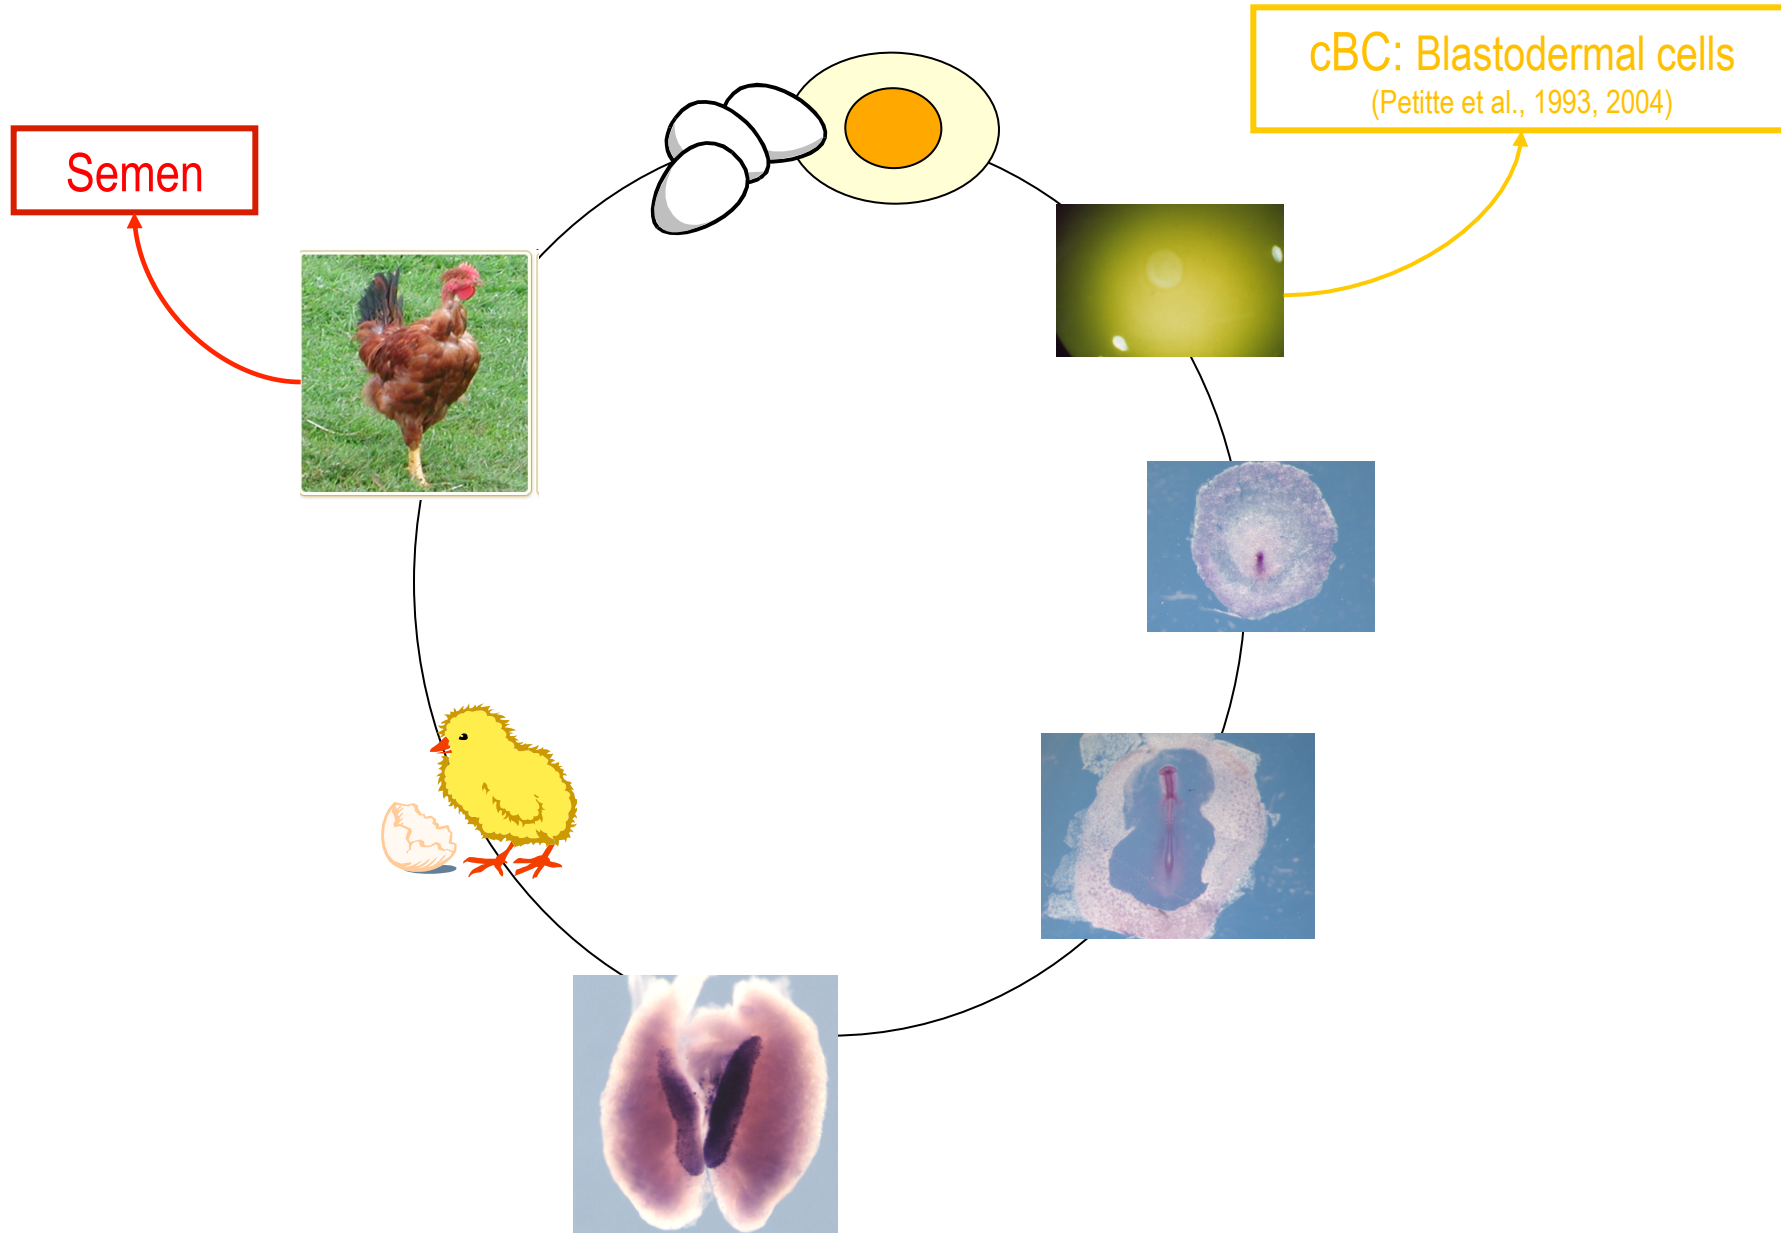 cBC: Blastodermal cells
(Petitte et al., 1993, 2004)
Semen